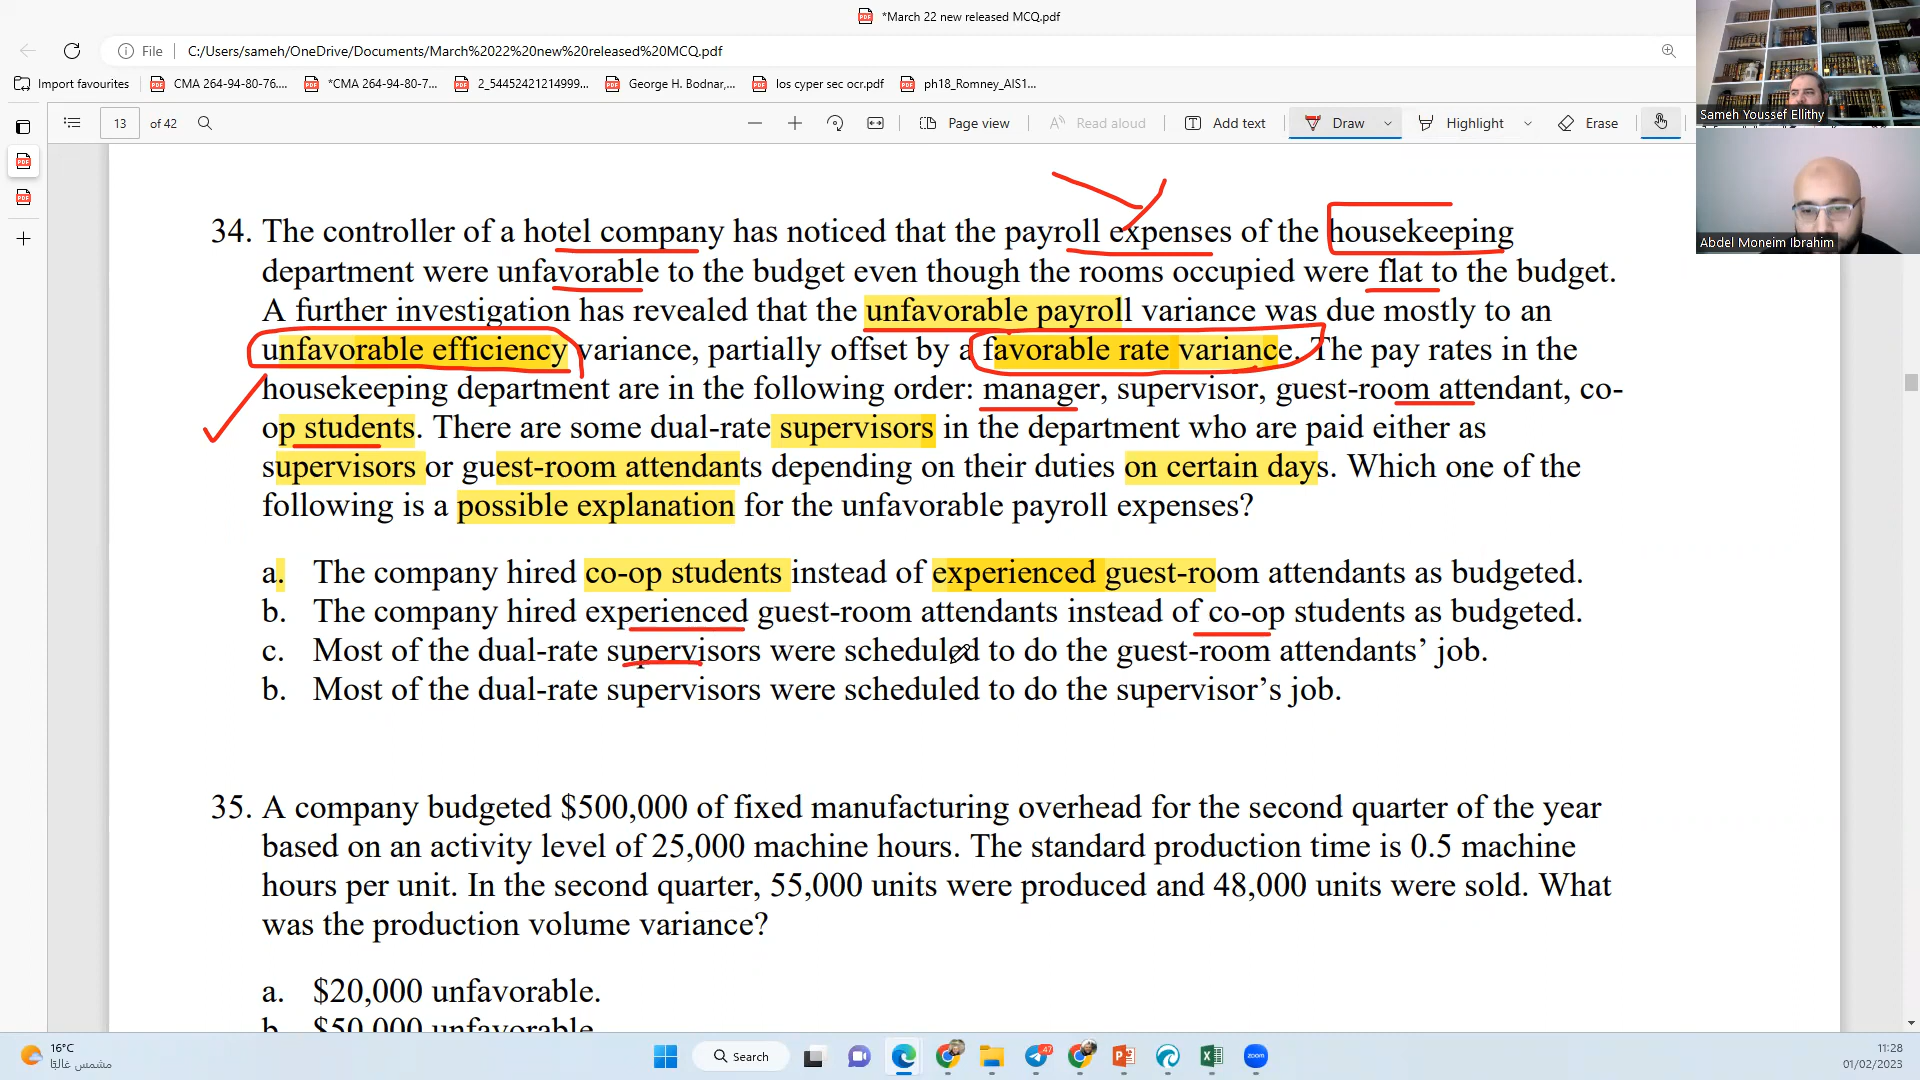 *March 22 new released MCQ.pdf
File | C:/Users/sameh/OneDrive/Documents/March%2022%20new%20released%20MCQ.pdf
Import favourites CMA 264-94-80-76.... *CMA 264-94-80-7... 2_54452421214999... George H. Bodnar,... los cyper sec ocr.pdf ph18_Romney_AIS1...
13 of 42 Page view Read aloud Add text Draw Highlight Erase
Sameh Youssef Ellithy
Abdel Moneim Ibrahim
34. The controller of a hotel company has noticed that the payroll expenses of the housekeeping
department were unfavorable to the budget even though the rooms occupied were flat to the budget.
A further investigation has revealed that the unfavorable payroll variance was due mostly to an
unfavorable efficiency variance, partially offset by a favorable rate variance. The pay rates in the
housekeeping department are in the following order: manager, supervisor, guest-room attendant, co-
op students. There are some dual-rate supervisors in the department who are paid either as
supervisors or guest-room attendants depending on their duties on certain days. Which one of the
following is a possible explanation for the unfavorable payroll expenses?
a. The company hired co-op students instead of experienced guest-room attendants as budgeted.
b. The company hired experienced guest-room attendants instead of co-op students as budgeted.
c. Most of the dual-rate supervisors were scheduled to do the guest-room attendants’ job.
b. Most of the dual-rate supervisors were scheduled to do the supervisor’s job.
35. A company budgeted $500,000 of fixed manufacturing overhead for the second quarter of the year
based on an activity level of 25,000 machine hours. The standard production time is 0.5 machine
hours per unit. In the second quarter, 55,000 units were produced and 48,000 units were sold. What
was the production volume variance?
a. $20,000 unfavorable.
b. $50,000 unfavorable
16°C
مشمس غالبًا
Search
47
zoom
11:28
01/02/2023